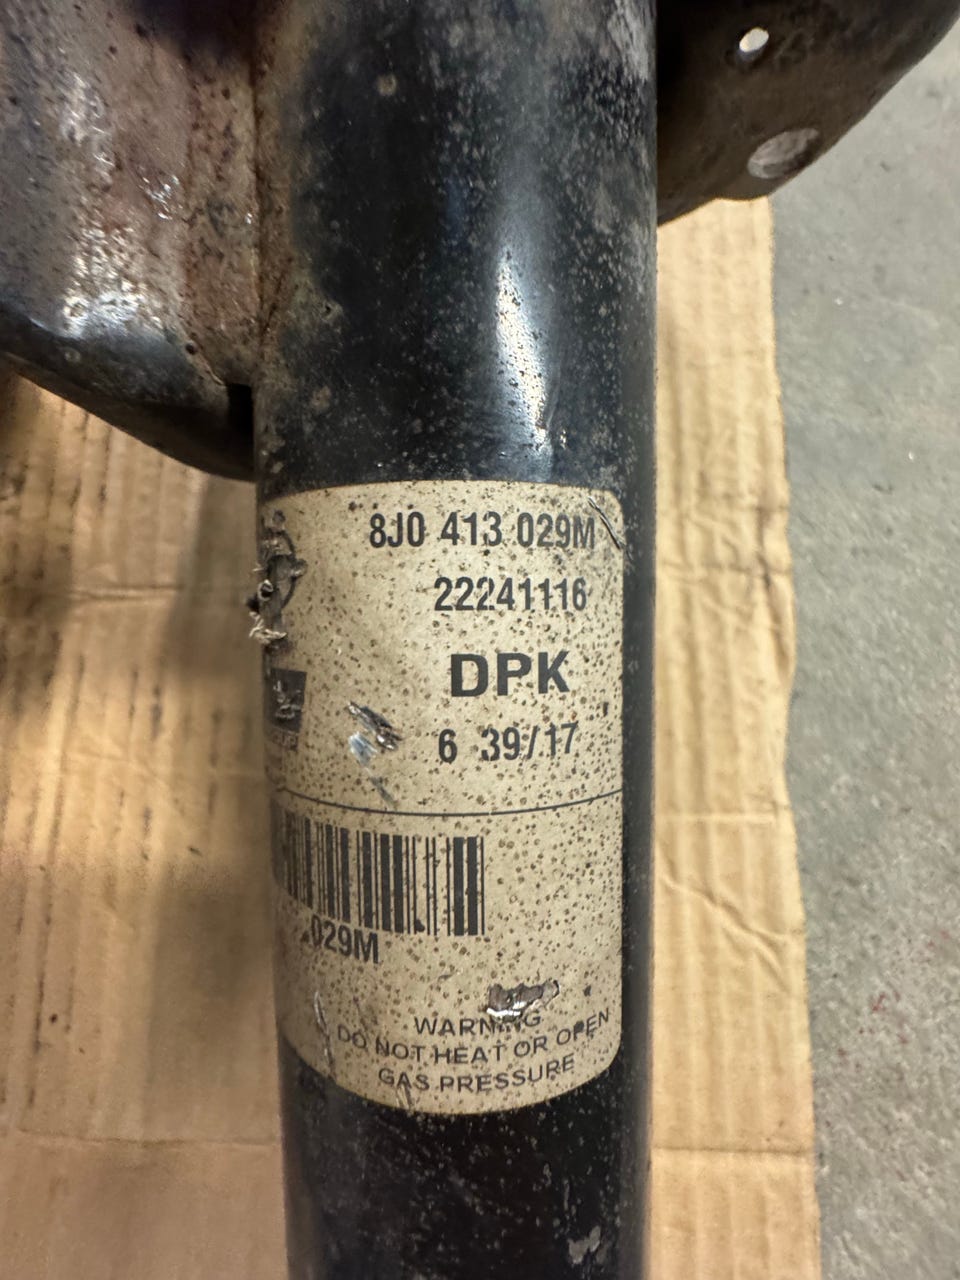 8J0 413 029M
22241116
DPK
6 39/17
029M
WARNING
DO NOT HEAT OR OPEN
GAS PRESSURE